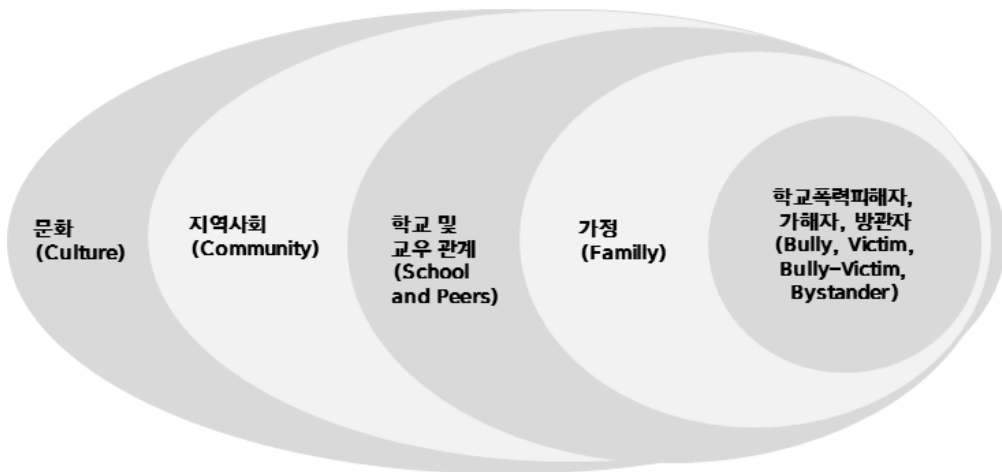 문화
(Culture)
지역사회
(Community)
학교 및
교우 관계
(School
and Peers)
가정
(Familly)
학교폭력피해자,
가해자, 방관자
(Bully, Victim,
Bully-Victim,
Bystander)